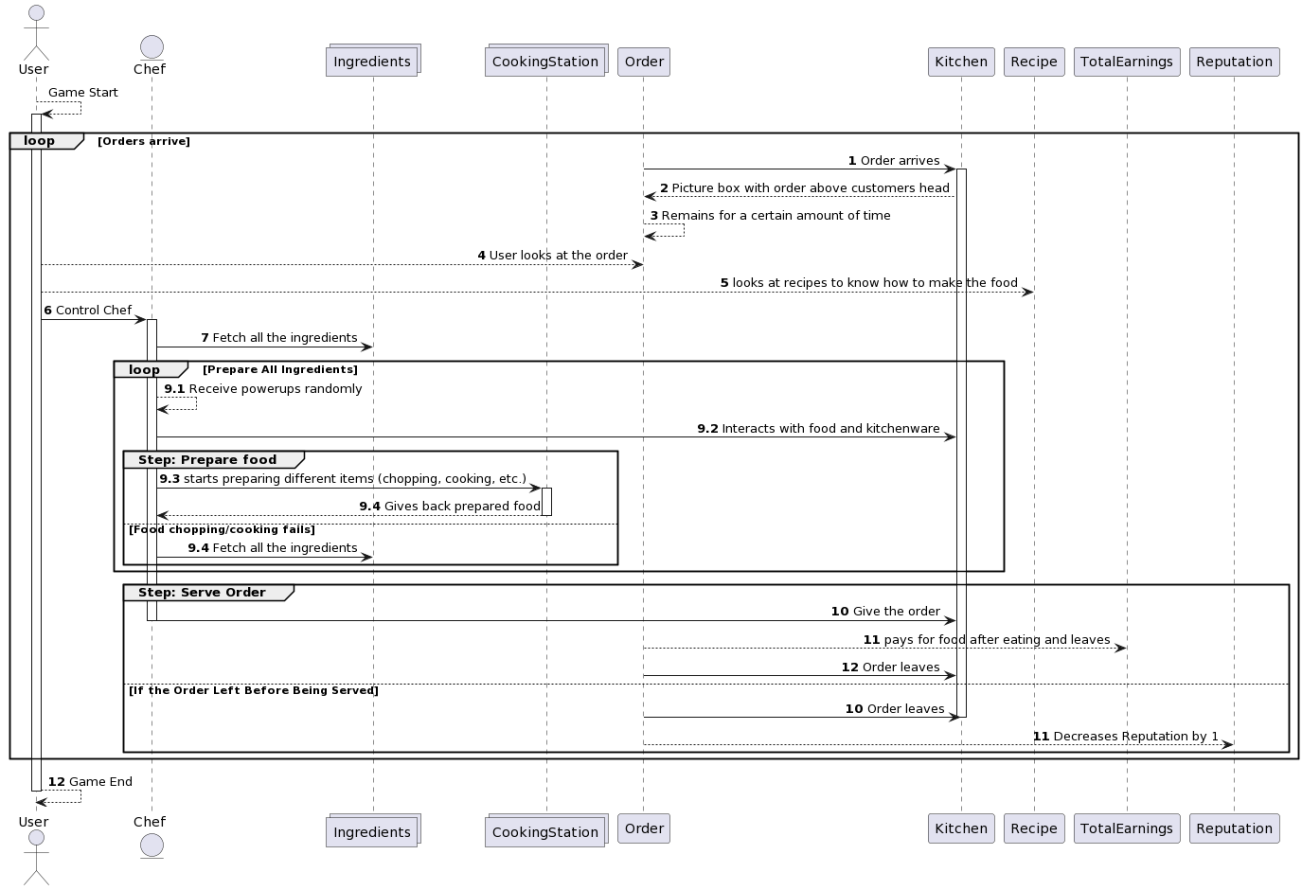 User
Chef
Ingredients
CookingStation
Order
Kitchen
Recipe
TotalEarnings
Reputation
Game Start
loop [Orders arrive]
1 Order arrives
2 Picture box with order above customers head
3 Remains for a certain amount of time
4 User looks at the order
5 looks at recipes to know how to make the food
6 Control Chef
7 Fetch all the ingredients
loop [Prepare All Ingredients]
9.1 Receive powerups randomly
9.2 Interacts with food and kitchenware
Step: Prepare food
9.3 starts preparing different items (chopping, cooking, etc.)
9.4 Gives back prepared food
[Food chopping/cooking fails]
9.4 Fetch all the ingredients
Step: Serve Order
10 Give the order
11 pays for food after eating and leaves
12 Order leaves
[If the Order Left Before Being Served]
10 Order leaves
11 Decreases Reputation by 1
12 Game End
User
Chef
Ingredients
CookingStation
Order
Kitchen
Recipe
TotalEarnings
Reputation